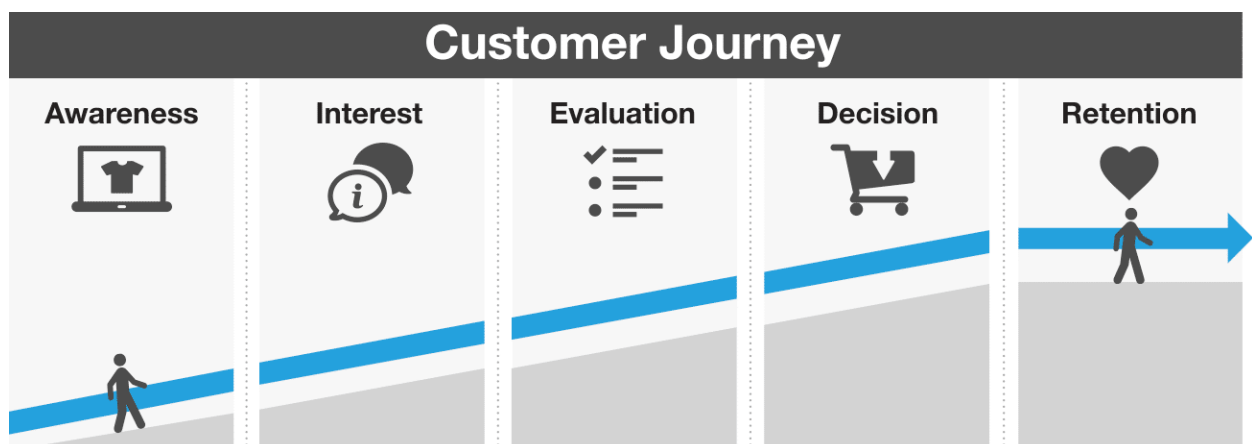 Customer Journey
Awareness
Interest
Evaluation
Decision
Retention
i